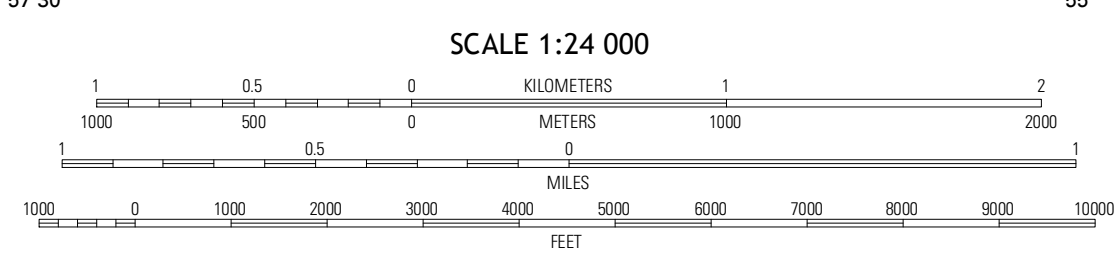 57'30"
55'
SCALE 1:24 000
1 0.5 0 KILOMETERS 1 2
1000 500 0 METERS 1000 2000
1 0.5 0 1
MILES
1000 0 1000 2000 3000 4000 5000 6000 7000 8000 9000 10000
FEET